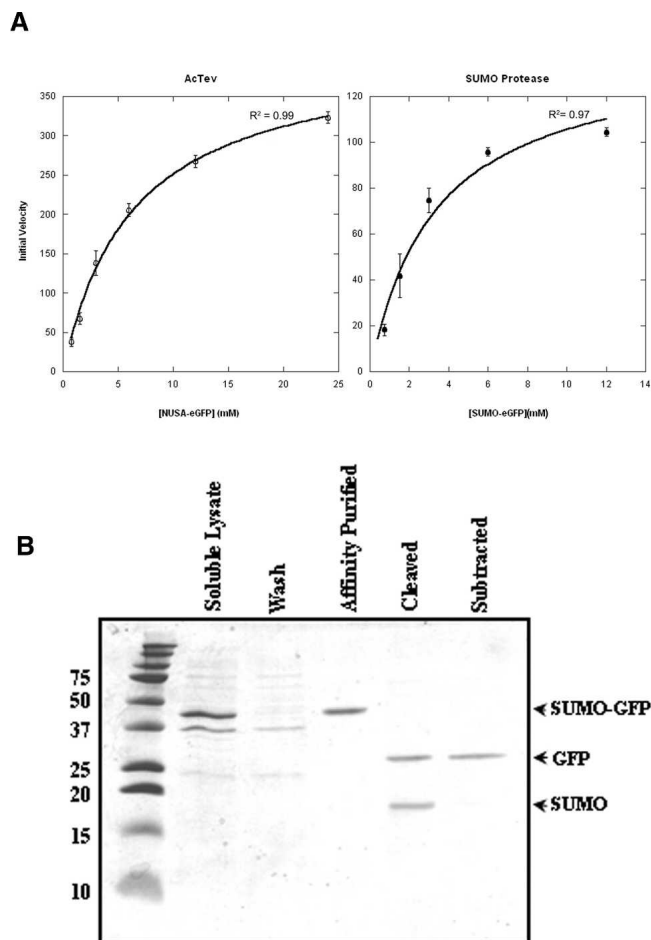 A
AcTev
SUMO Protease
R² = 0.99
R² = 0.97
350
300
250
200
150
100
50
0
Initial Velocity
0 5 10 15 20 25
[NUSA-eGFP] (mM)
120
100
80
60
40
20
0
0 2 4 6 8 10 12 14
[SUMO-eGFP](mM)
B
Soluble Lysate
Wash
Affinity Purified
Cleaved
Subtracted
75
50
37
25
20
15
10
SUMO-GFP
GFP
SUMO